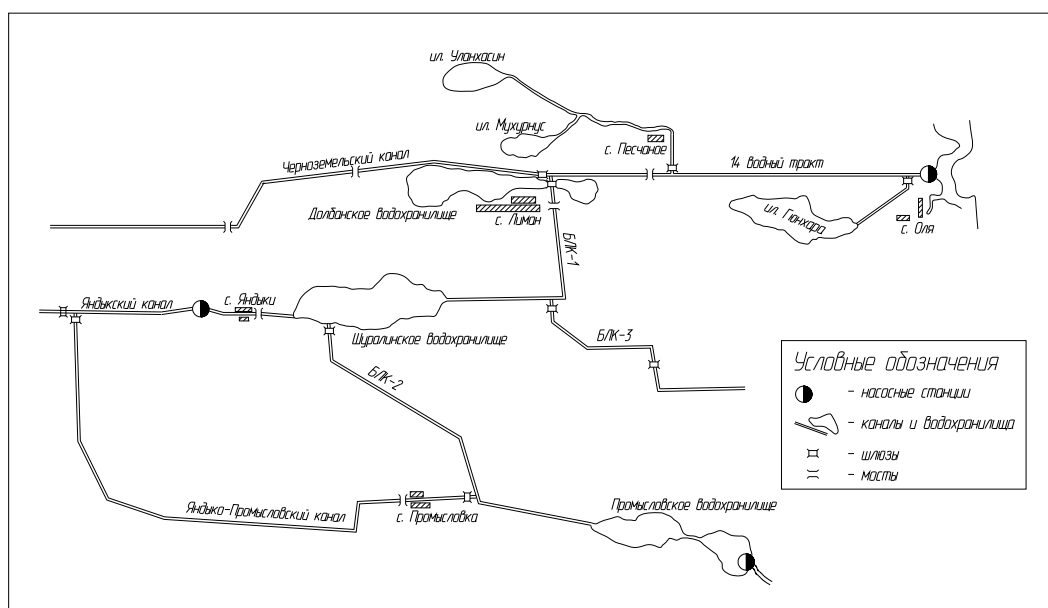 ил. Уланхасин
ил. Мухурнус
с. Песчаное
14 водный тракт
Черноземельский канал
Долбанское водохранилище
с. Лиман
ил. Гюнхара
с. Оля
БЛК-1
Яндыкский канал
с. Яндыки
Шуралинское водохранилище
БЛК-3
БЛК-2
Яндыко-Промысловский канал
с. Промысловка
Промысловское водохранилище
Условные обозначения
- насосные станции
- каналы и водохранилища
- шлюзы
- мосты